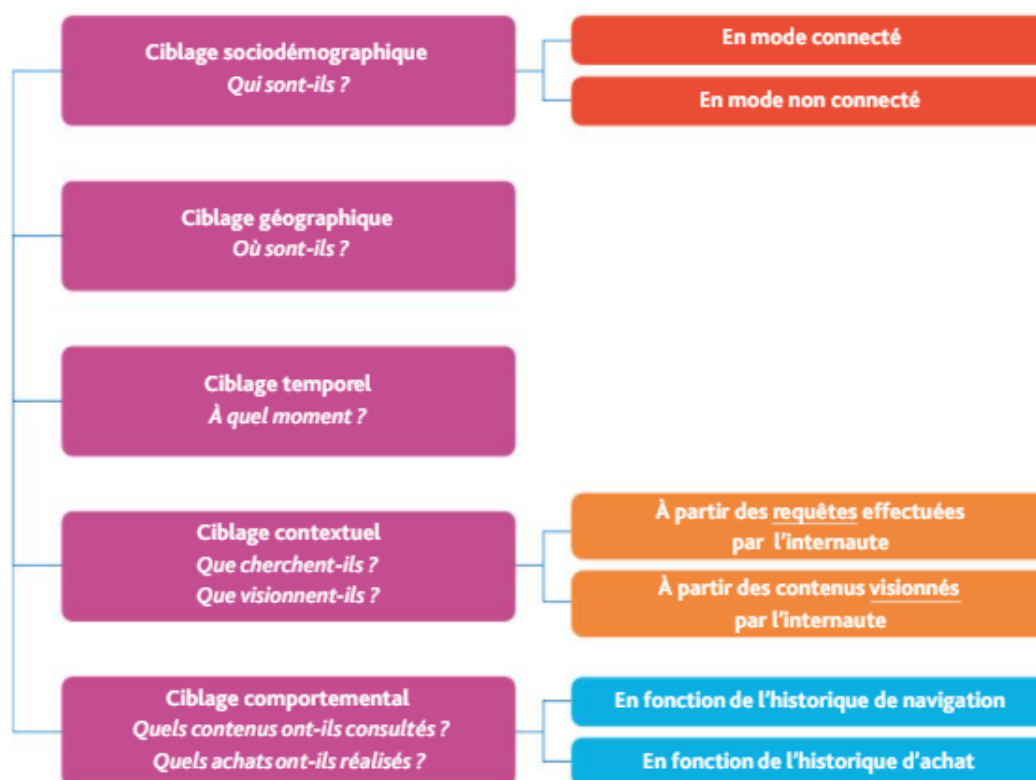 Ciblage sociodémographique
Qui sont-ils ?
En mode connecté
En mode non connecté
Ciblage géographique
Où sont-ils ?
Ciblage temporel
À quel moment ?
Ciblage contextuel
Que cherchent-ils ?
Que visionnent-ils ?
À partir des requêtes effectuées
par l'internaute
À partir des contenus visionnés
par l'internaute
Ciblage comportemental
Quels contenus ont-ils consultés ?
Quels achats ont-ils réalisés ?
En fonction de l'historique de navigation
En fonction de l'historique d'achat